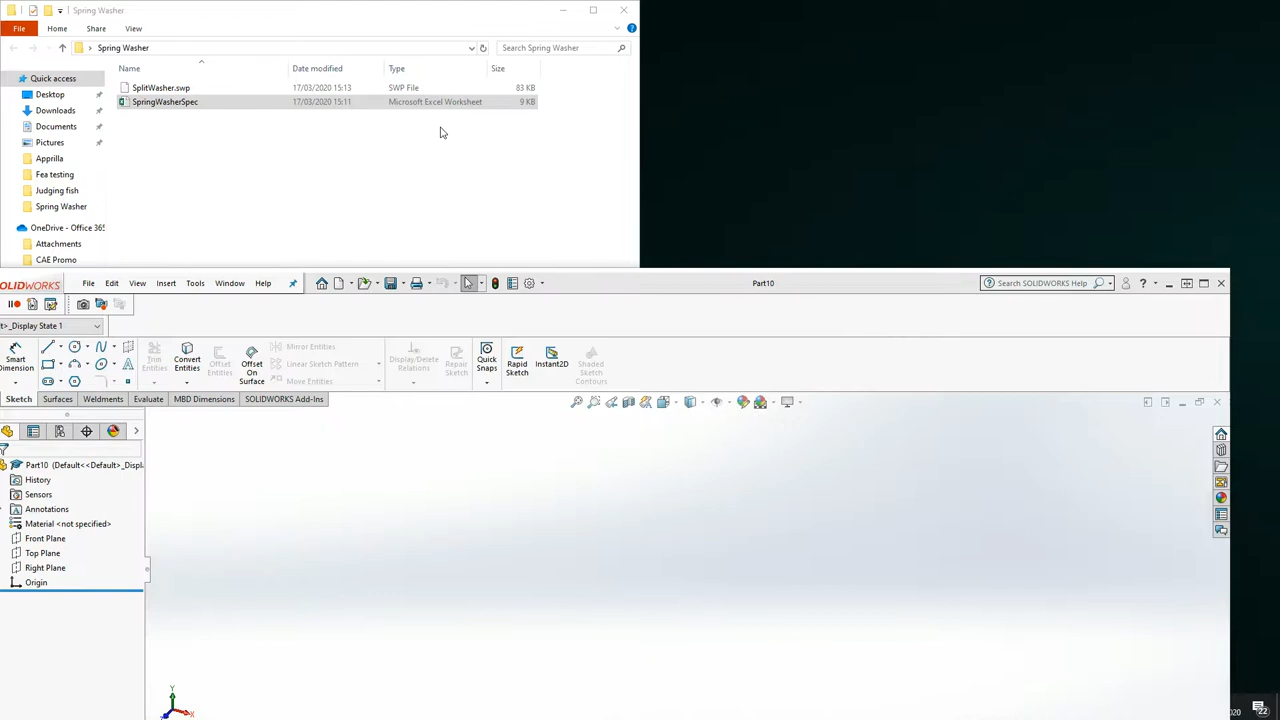 Spring Washer
File Home Share View
Spring Washer
Search Spring Washer
Name Date modified Type Size
Quick access
SplitWasher.swp 17/03/2020 15:13 SWP File 83 KB
Desktop
SpringWasherSpec 17/03/2020 15:11 Microsoft Excel Worksheet 9 KB
Downloads
Documents
Pictures
Apprilla
Fea testing
Judging fish
Spring Washer
OneDrive - Office 365
Attachments
CAE Promo
SOLIDWORKS File Edit View Insert Tools Window Help Part10 Search SOLIDWORKS Help
t>_Display State 1
Smart Dimension
Trim Entities
Convert Entities
Offset Entities
Offset On Surface
Mirror Entities
Linear Sketch Pattern
Move Entities
Display/Delete Relations
Repair Sketch
Quick Snaps
Rapid Sketch
Instant2D
Shaded Sketch Contours
Sketch Surfaces Weldments Evaluate MBD Dimensions SOLIDWORKS Add-Ins
Part10 (Default<<Default>_Displ
History
Sensors
Annotations
Material <not specified>
Front Plane
Top Plane
Right Plane
Origin
Y
X
020
22